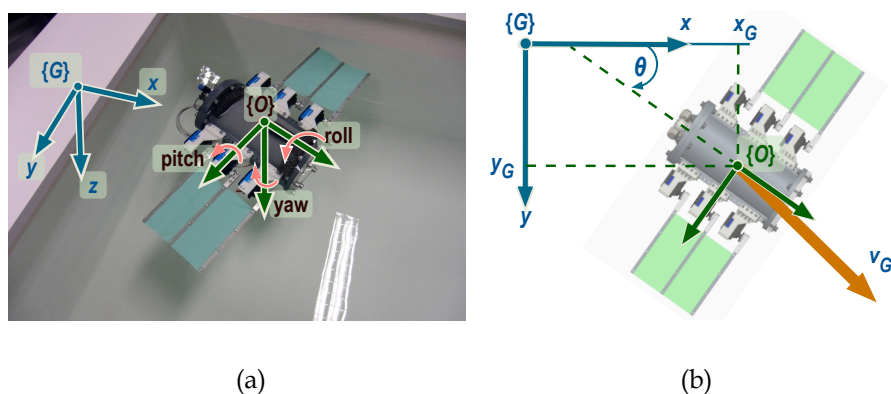 {G}
x
y
z
{O}
roll
pitch
yaw
(a)
{G}
x
x_G
θ
y_G
y
{O}
v_G
(b)